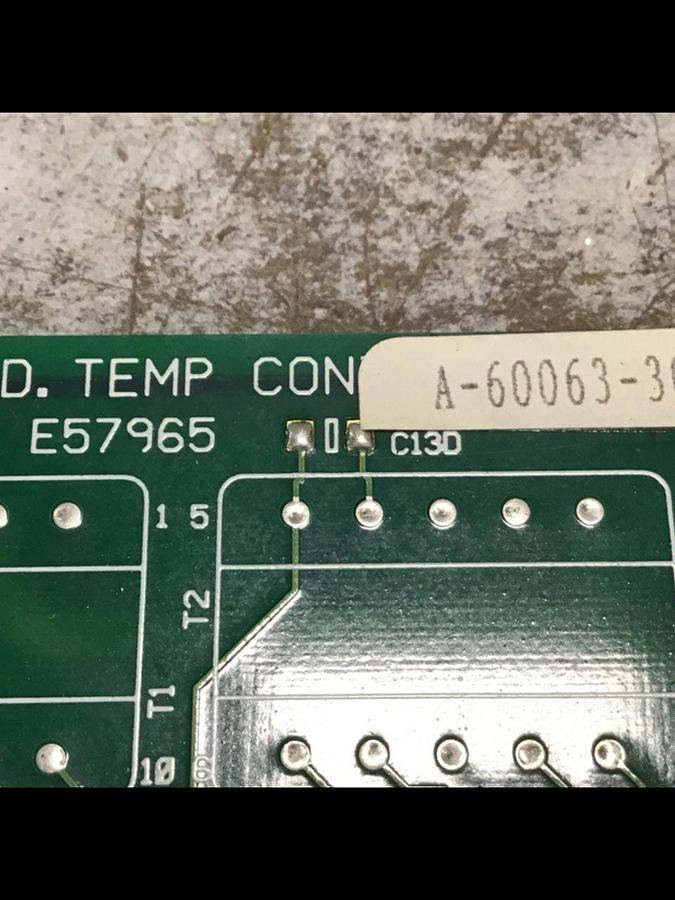 D. TEMP CON
A-60063-3
E57965
C13D
1 5
T2
T1
10